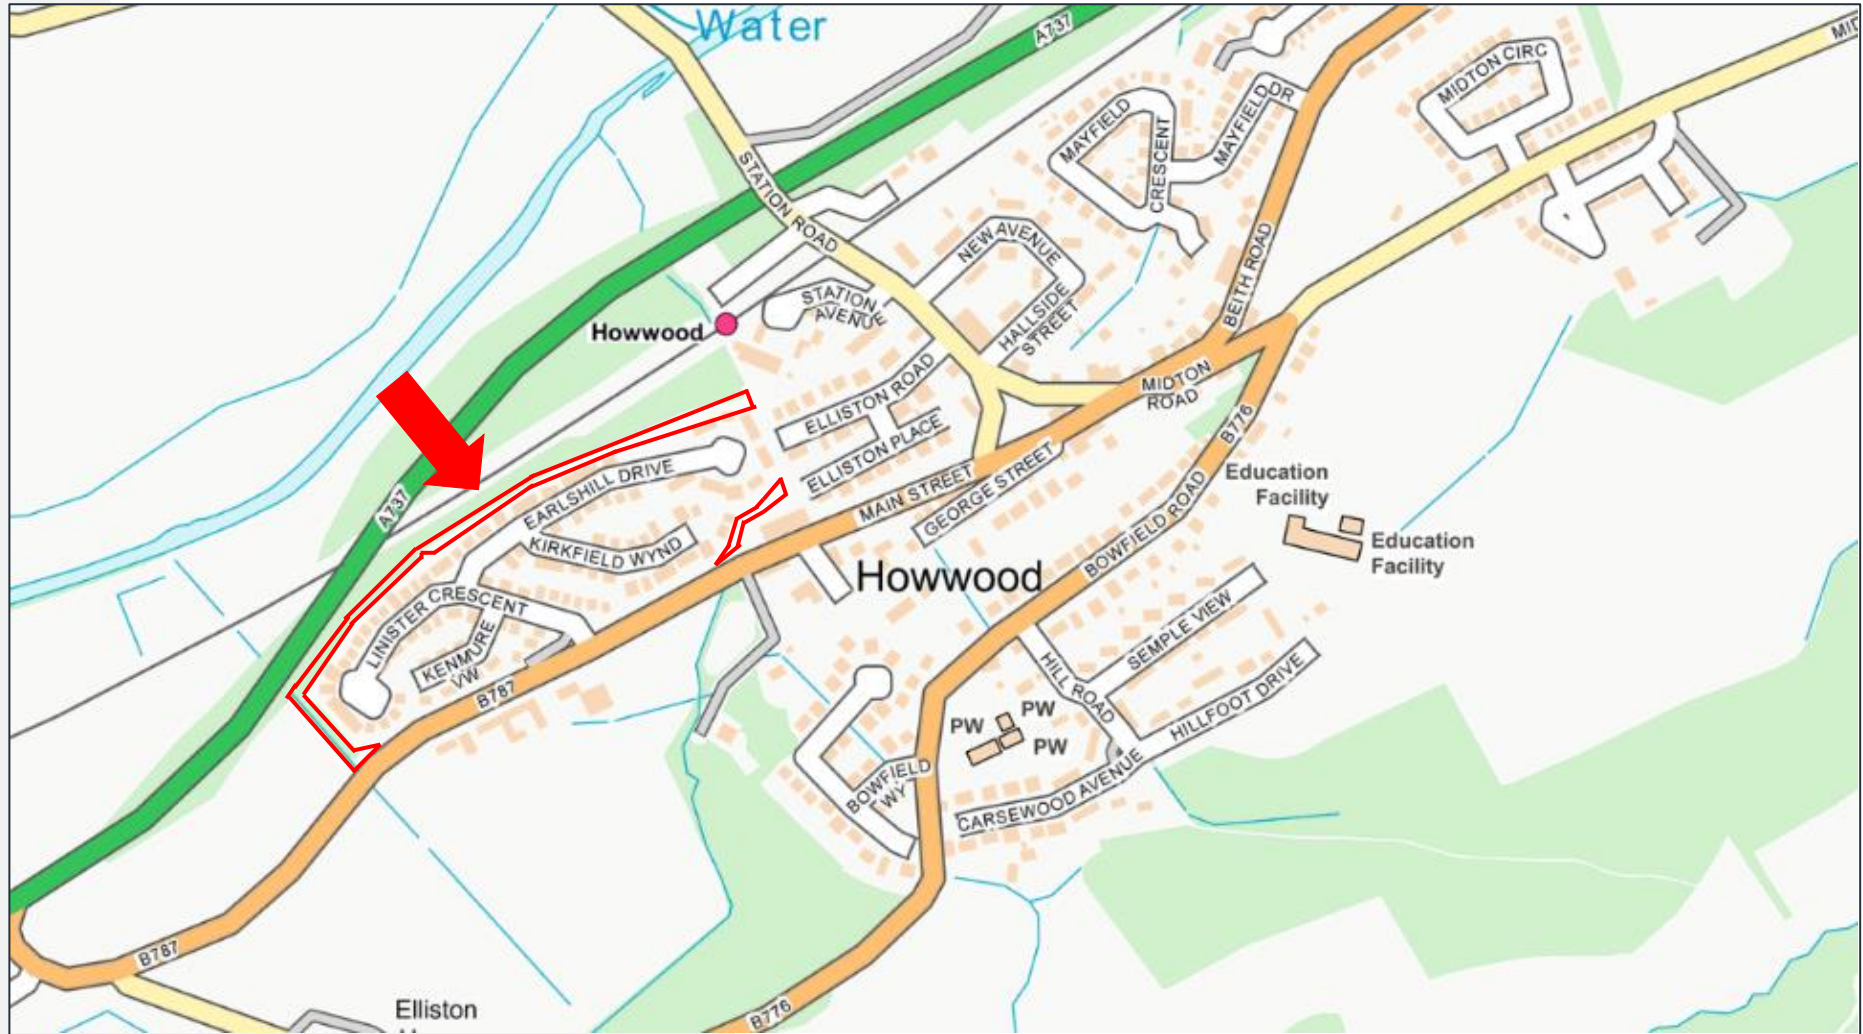 Water
A737
MID
MIDTON CIRC
MAYFIELD
CRESCENT
MAYFIELD
DR
STATION ROAD
NEW AVENUE
BEITH ROAD
STATION
AVENUE
HALLSIDE
STREET
Howwood
ELLISTON ROAD
MIDTON
ROAD
ELLISTON PLACE
B776
EARLSHILL DRIVE
MAIN STREET
GEORGE STREET
Education
Facility
A737
BOWFIELD ROAD
KIRKFIELD WYND
Education
Facility
Howwood
LINISTER CRESCENT
SEMPLE VIEW
KENMURE
VW
HILL ROAD
B787
HILLFOOT DRIVE
PW
PW
PW
BOWFIELD
WY
CARSEWOOD AVENUE
B787
Elliston
B776